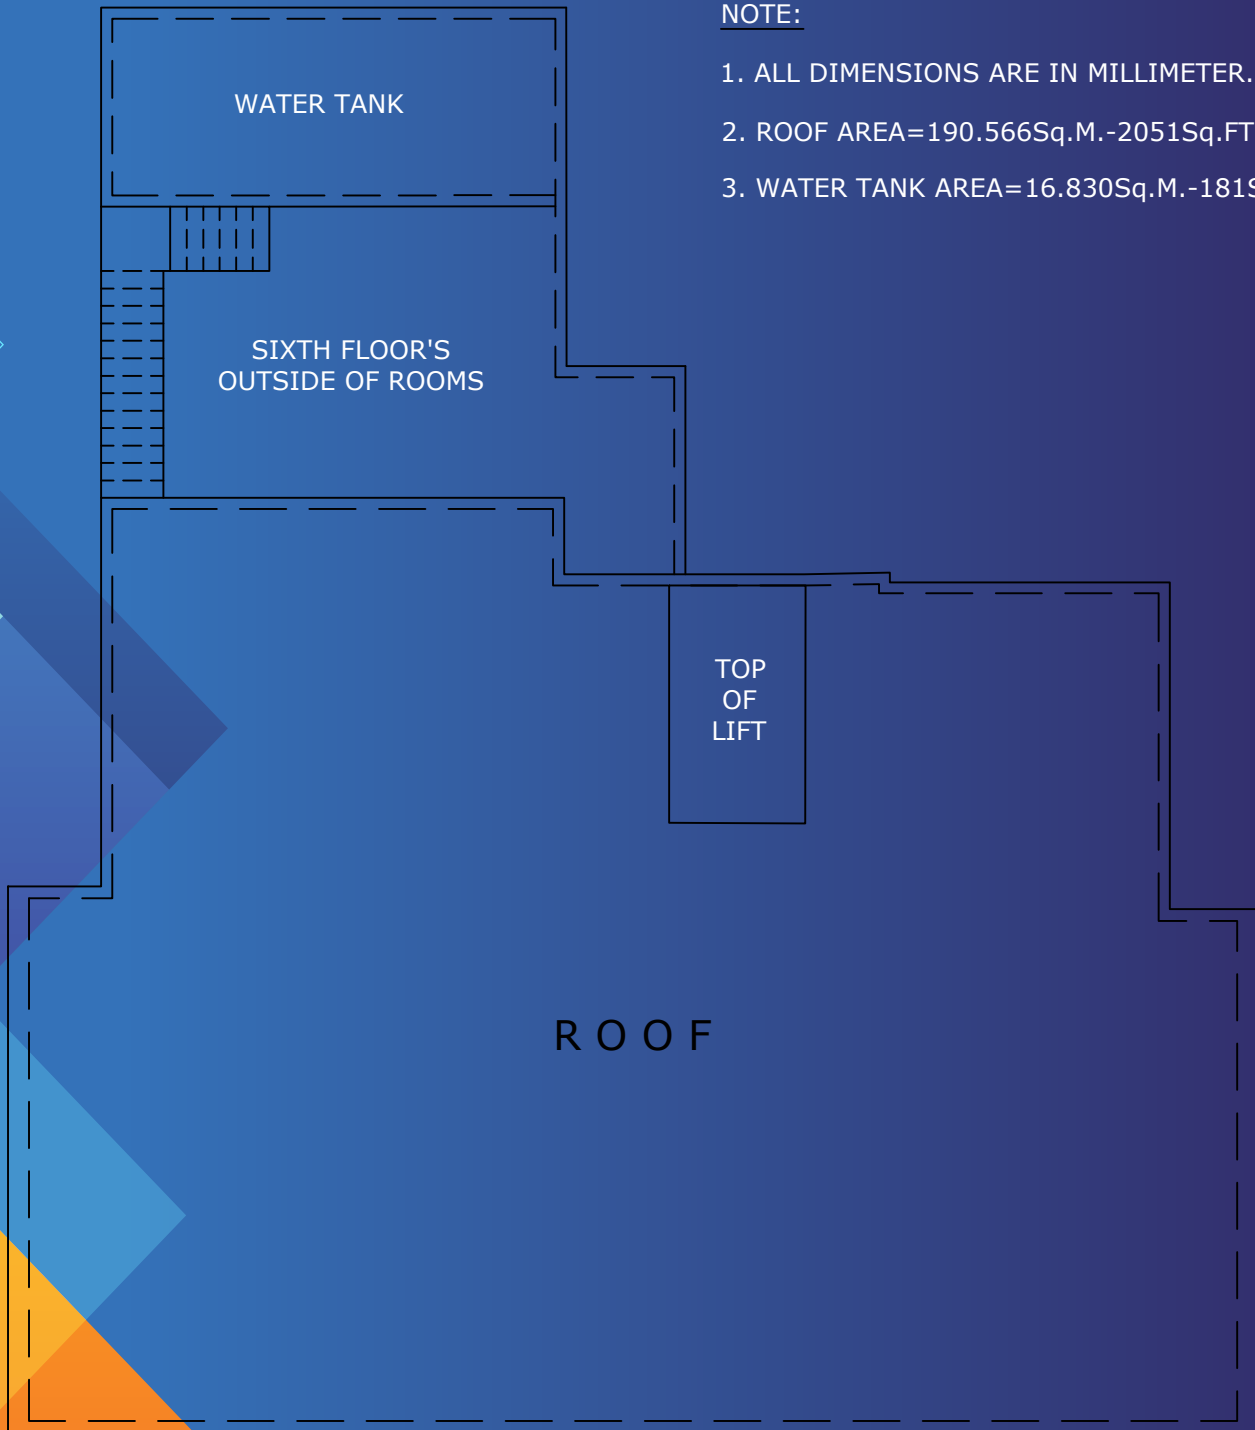 NOTE:
1. ALL DIMENSIONS ARE IN MILLIMETER.
2. ROOF AREA=190.566Sq.M.-2051Sq.FT
3. WATER TANK AREA=16.830Sq.M.-181S
WATER TANK
SIXTH FLOOR'S
OUTSIDE OF ROOMS
TOP
OF
LIFT
R O O F